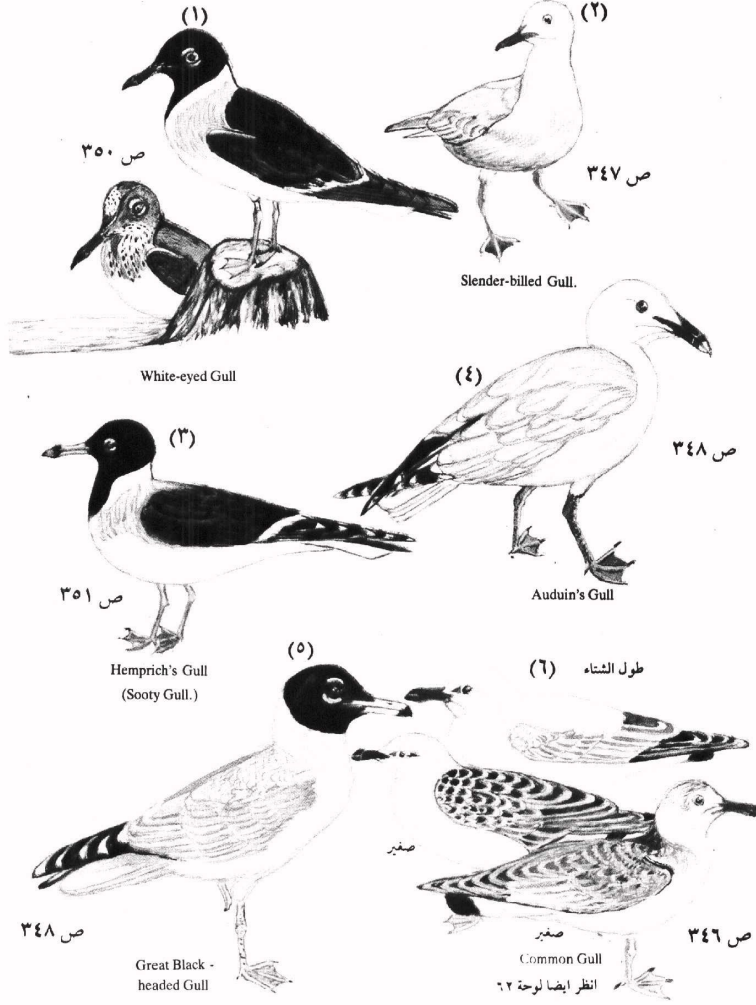 (١)
(٢)
ص ٣٥٠
ص ٣٤٧
Slender-billed Gull.
White-eyed Gull
(٤)
(٣)
ص ٣٤٨
ص ٣٥١
Auduin's Gull
Hemprich's Gull
(Sooty Gull.)
(٥)
(٦) طول الشتاء
صغير
ص ٣٤٨
صغير
ص ٣٤٦
Great Black -
headed Gull
Common Gull
انظر ايضا لوحة ٦٢